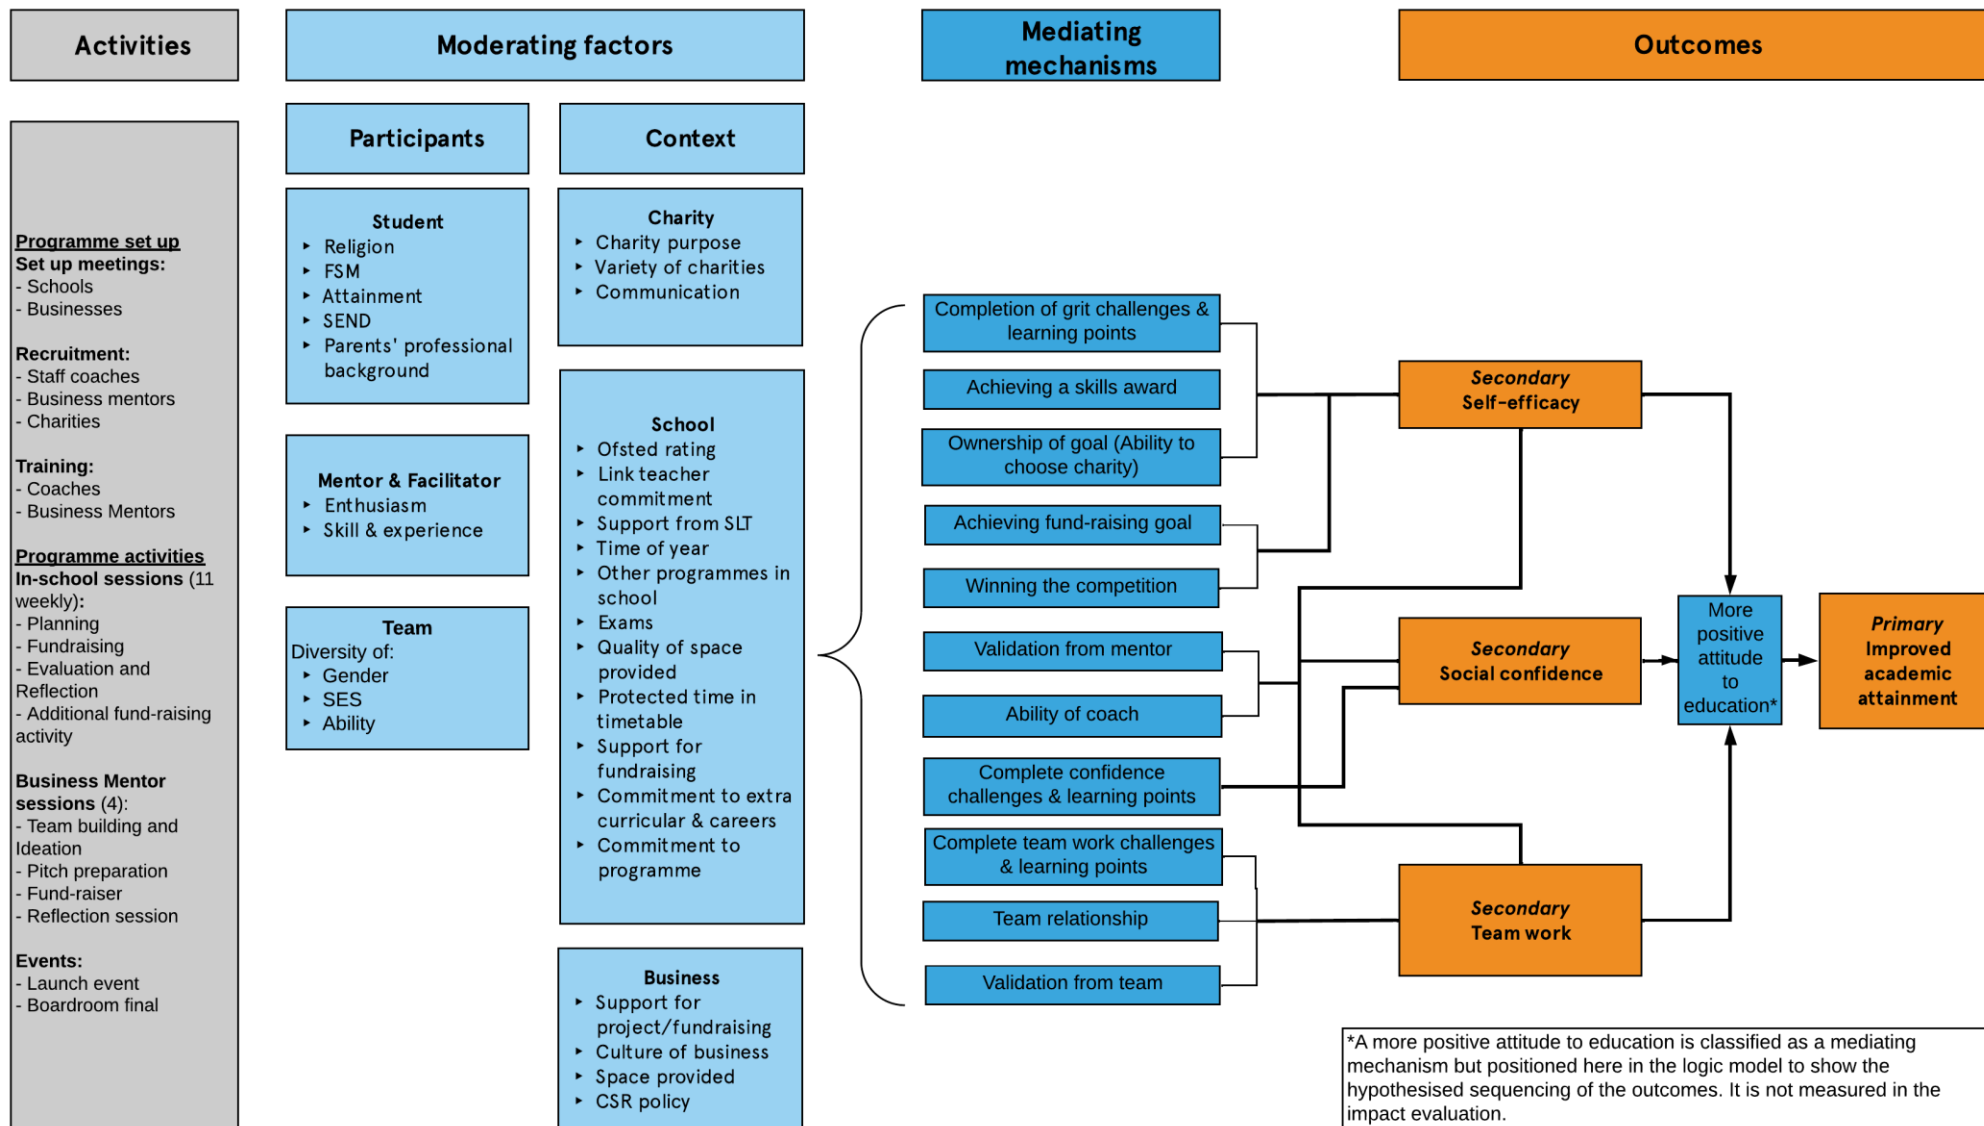 Activities
Moderating factors
Mediating
mechanisms
Outcomes
Participants
Context
Programme set up
Set up meetings:
- Schools
- Businesses
Recruitment:
- Staff coaches
- Business mentors
- Charities
Training:
- Coaches
- Business Mentors
Programme activities
In-school sessions (11
weekly):
- Planning
- Fundraising
- Evaluation and
Reflection
- Additional fund-raising
activity
Business Mentor
sessions (4):
- Team building and
Ideation
- Pitch preparation
- Fund-raiser
- Reflection session
Events:
- Launch event
- Boardroom final
Student
▸ Religion
▸ FSM
▸ Attainment
▸ SEND
▸ Parents' professional
background
Mentor & Facilitator
▸ Enthusiasm
▸ Skill & experience
Team
Diversity of:
▸ Gender
▸ SES
▸ Ability
Charity
▸ Charity purpose
▸ Variety of charities
▸ Communication
School
▸ Ofsted rating
▸ Link teacher
commitment
▸ Support from SLT
▸ Time of year
▸ Other programmes in
school
▸ Exams
▸ Quality of space
provided
▸ Protected time in
timetable
▸ Support for
fundraising
▸ Commitment to extra
curricular & careers
▸ Commitment to
programme
Business
▸ Support for
project/fundraising
▸ Culture of business
▸ Space provided
▸ CSR policy
Completion of grit challenges &
learning points
Achieving a skills award
Ownership of goal (Ability to
choose charity)
Achieving fund-raising goal
Winning the competition
Validation from mentor
Ability of coach
Complete confidence
challenges & learning points
Complete team work challenges
& learning points
Team relationship
Validation from team
Secondary
Self-efficacy
Secondary
Social confidence
Secondary
Team work
More
positive
attitude
to
education*
Primary
Improved
academic
attainment
*A more positive attitude to education is classified as a mediating
mechanism but positioned here in the logic model to show the
hypothesised sequencing of the outcomes. It is not measured in the
impact evaluation.